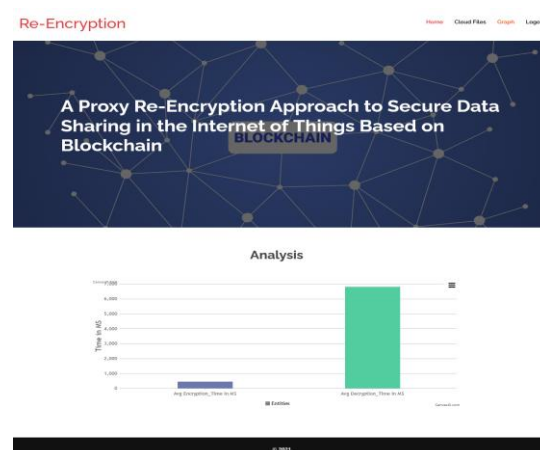 Re-Encryption
Home Cloud Files Graph
A Proxy Re-Encryption Approach to Secure Data
Sharing in the Internet of Things Based on
Blockchain
BLOCKCHAIN
Analysis
7,000
6,000
5,000
4,000
3,000
2,000
1,000
0
Time in MS
Avg Encryption_Time in MS Avg Encryption_Time in MS
Entities
© 2021